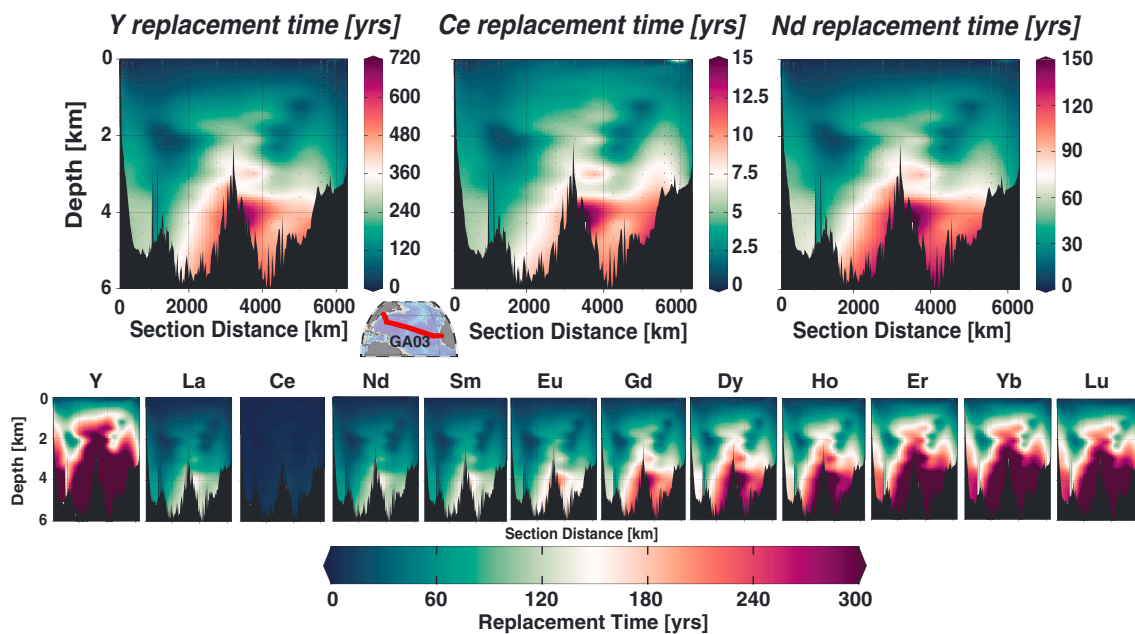 Y replacement time [yrs] Ce replacement time [yrs] Nd replacement time [yrs]
0 720 15 150
600 12.5 120
2 480 10 90
360 7.5
4 240 5 60
120 2.5 30
6 0 0 0
0 2000 4000 6000 0 2000 4000 6000 0 2000 4000 6000
Depth [km]
Section Distance [km] Section Distance [km] Section Distance [km]
GA03
Y La Ce Nd Sm Eu Gd Dy Ho Er Yb Lu
0
2
4
6
Depth [km]
Section Distance [km]
0 60 120 180 240 300
Replacement Time [yrs]